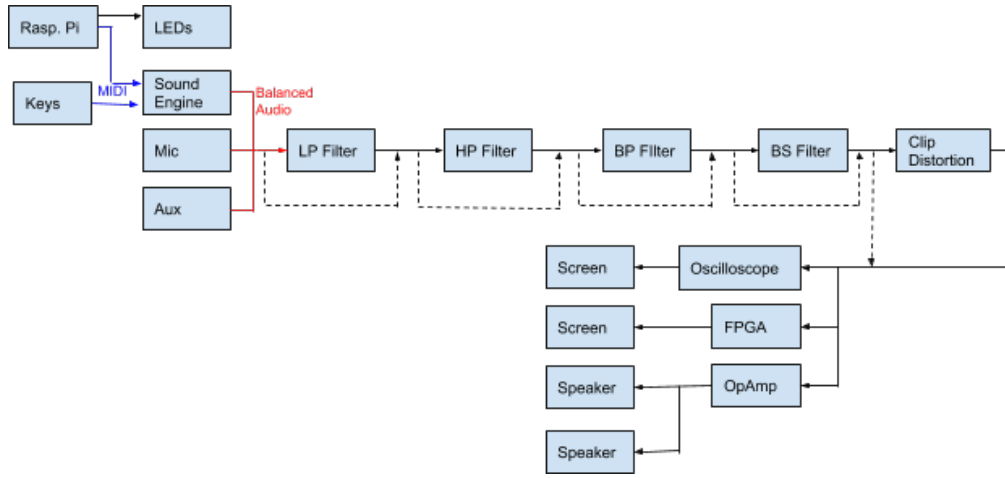 Rasp. Pi
LEDs
MIDI
Sound
Engine
Keys
Balanced
Audio
Mic
Aux
LP Filter
HP Filter
BP FIlter
BS Filter
Clip
Distortion
Screen
Oscilloscope
Screen
FPGA
Speaker
OpAmp
Speaker